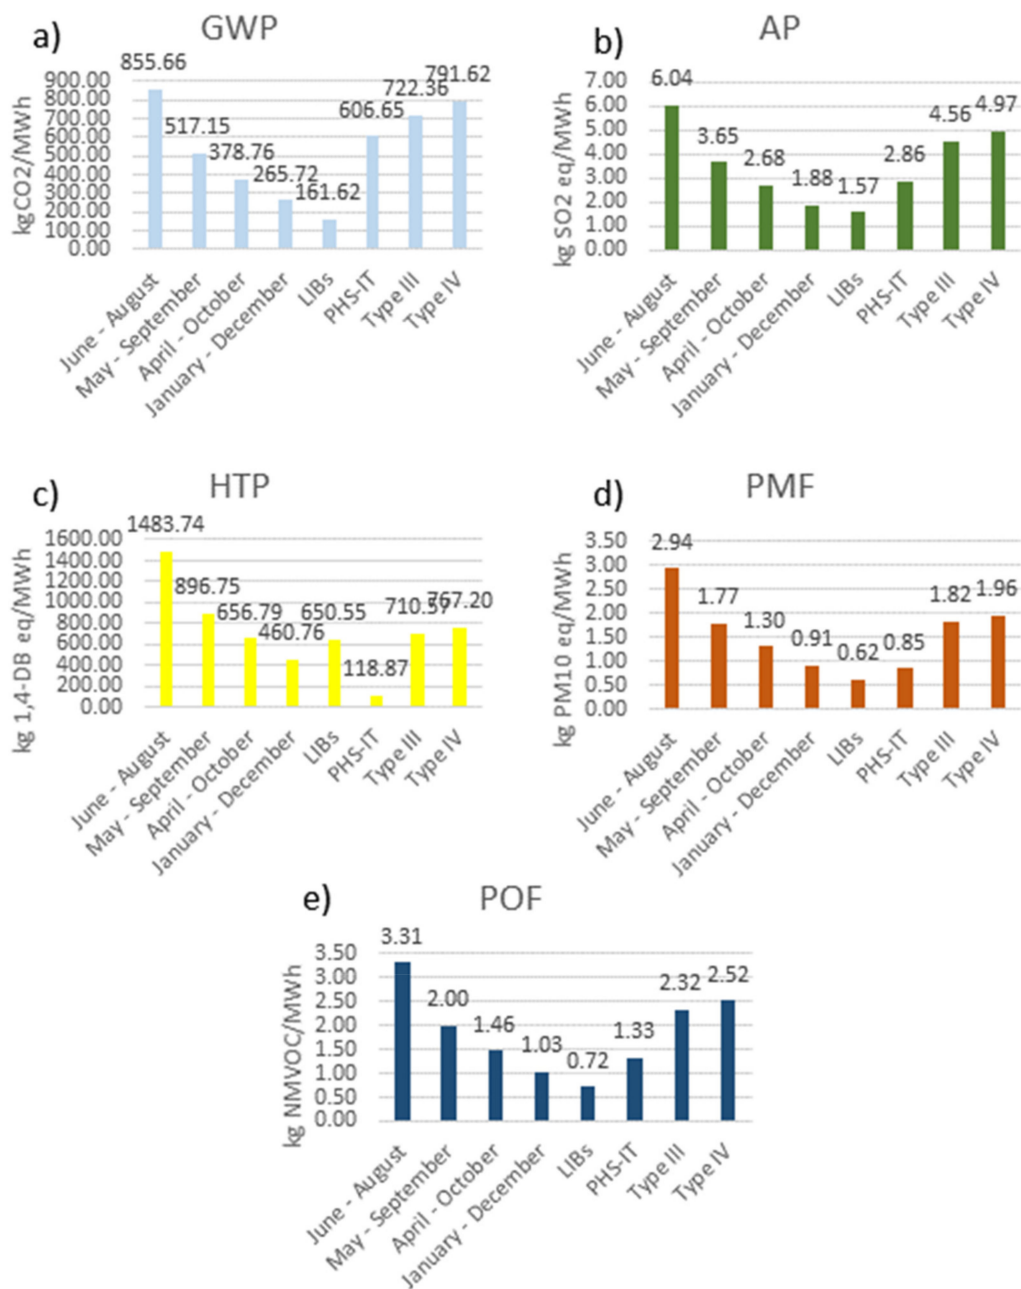 a) GWP
855.66
900.00
800.00
700.00
600.00
500.00
400.00
300.00
200.00
100.00
0.00
kgCO2/MWh
517.15
378.76
265.72
161.62
606.65
722.36
791.62
June - August
May - September
April - October
January - December
LIBs
PHS-IT
Type III
Type IV
b) AP
7.00
6.00
5.00
4.00
3.00
2.00
1.00
0.00
kg SO2 eq/MWh
6.04
3.65
2.68
1.88
1.57
2.86
4.56
4.97
June - August
May - September
April - October
January - December
LIBs
PHS-IT
Type III
Type IV
c) HTP
1483.74
1600.00
1400.00
1200.00
1000.00
800.00
600.00
400.00
200.00
0.00
kg 1,4-DB eq/MWh
896.75
656.79
460.76
650.55
118.87
710.57
767.20
June - August
May - September
April - October
January - December
LIBs
PHS-IT
Type III
Type IV
d) PMF
3.50
3.00
2.50
2.00
1.50
1.00
0.50
0.00
kg PM10 eq/MWh
2.94
1.77
1.30
0.91
0.62
0.85
1.82
1.96
June - August
May - September
April - October
January - December
LIBs
PHS-IT
Type III
Type IV
e) POF
3.50
3.00
2.50
2.00
1.50
1.00
0.50
0.00
kg NMVOC/MWh
3.31
2.00
1.46
1.03
0.72
1.33
2.32
2.52
June - August
May - September
April - October
January - December
LIBs
PHS-IT
Type III
Type IV